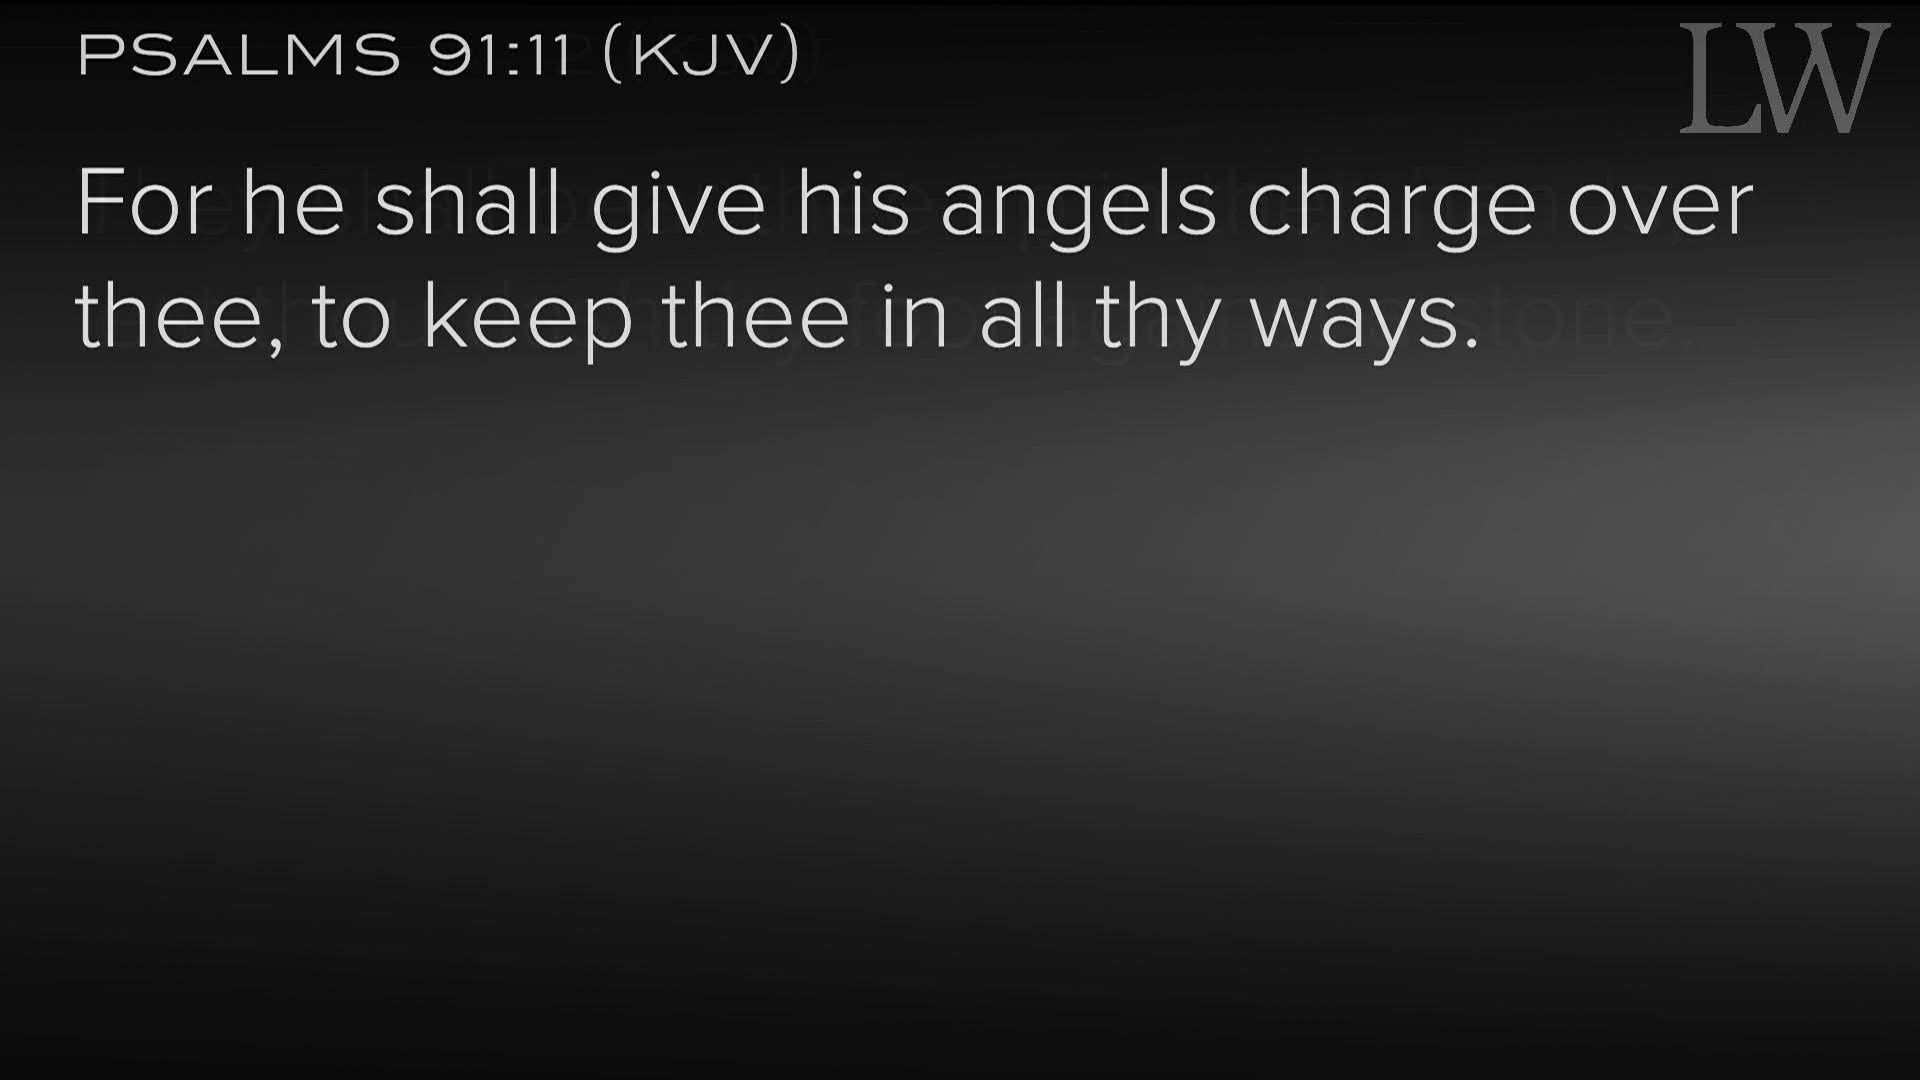 PSALMS 91:11 (KJV)
LW
For he shall give his angels charge over
thee, to keep thee in all thy ways.